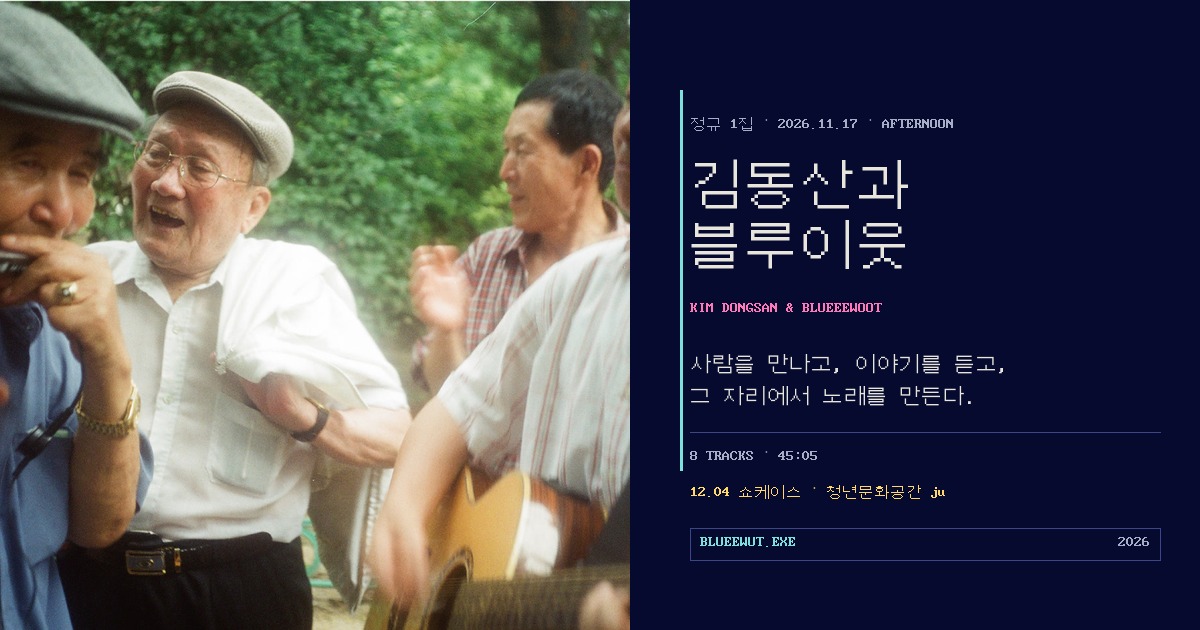 정규 1집 · 2026.11.17 · AFTERNOON
김동산과
블루이웃
KIM DONGSAN & BLUEEEWOOT
사람을 만나고, 이야기를 듣고,
그 자리에서 노래를 만든다.
8 TRACKS · 45:05
12.04 쇼케이스 · 청년문화공간 ju
BLUEEWUT.EXE 2026